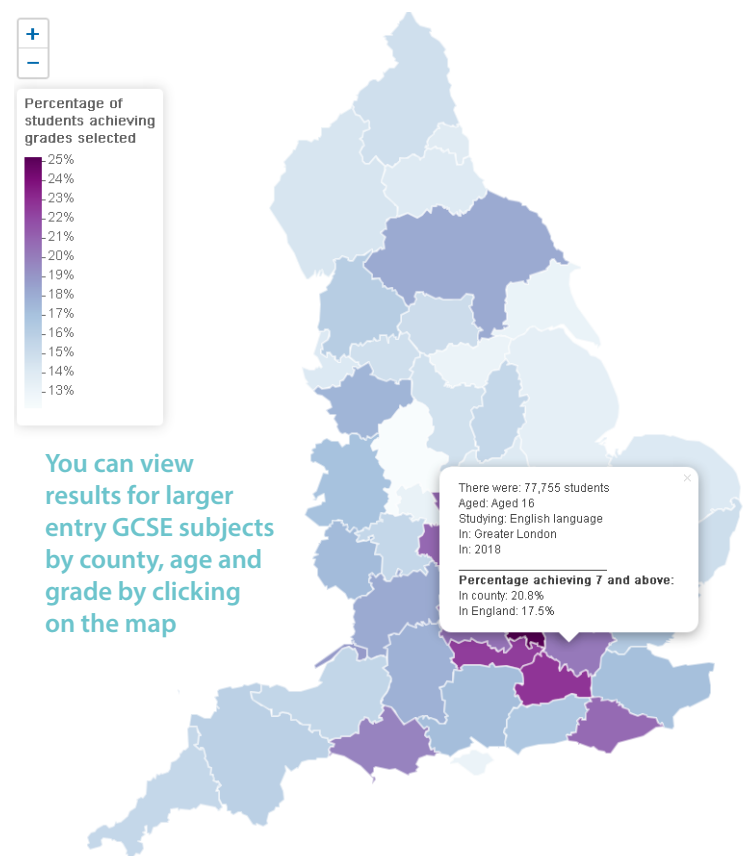 +
−
Percentage of
students achieving
grades selected
25%
24%
23%
22%
21%
20%
19%
18%
17%
16%
15%
14%
13%
You can view
results for larger
entry GCSE subjects
by county, age and
grade by clicking
on the map
×
There were: 77,755 students
Aged: Aged 16
Studying: English language
In: Greater London
In: 2018
Percentage achieving 7 and above:
In county: 20.8%
In England: 17.5%